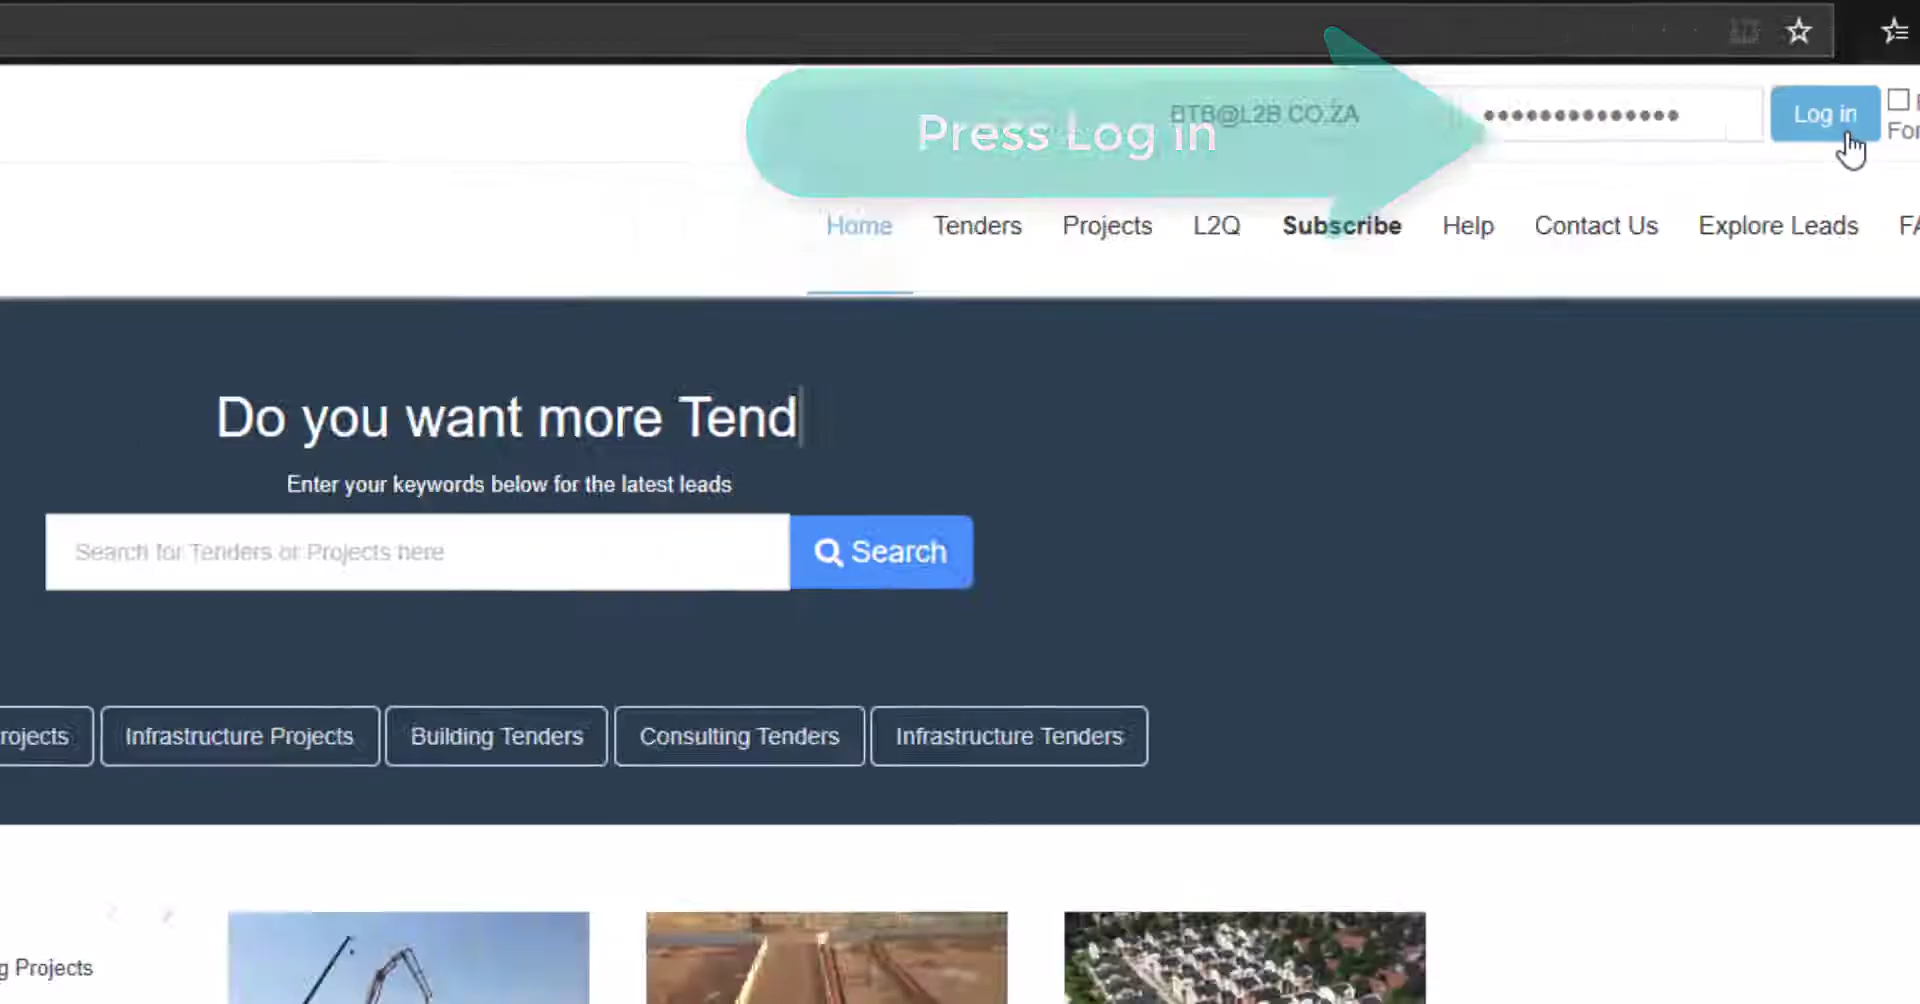 BTB@L2B.CO.ZA
Press Log in
Log in
Home Tenders Projects L2Q Subscribe Help Contact Us Explore Leads
Do you want more Tend
Enter your keywords below for the latest leads
Search for Tenders or Projects here
Search
rojects Infrastructure Projects Building Tenders Consulting Tenders Infrastructure Tenders
g Projects